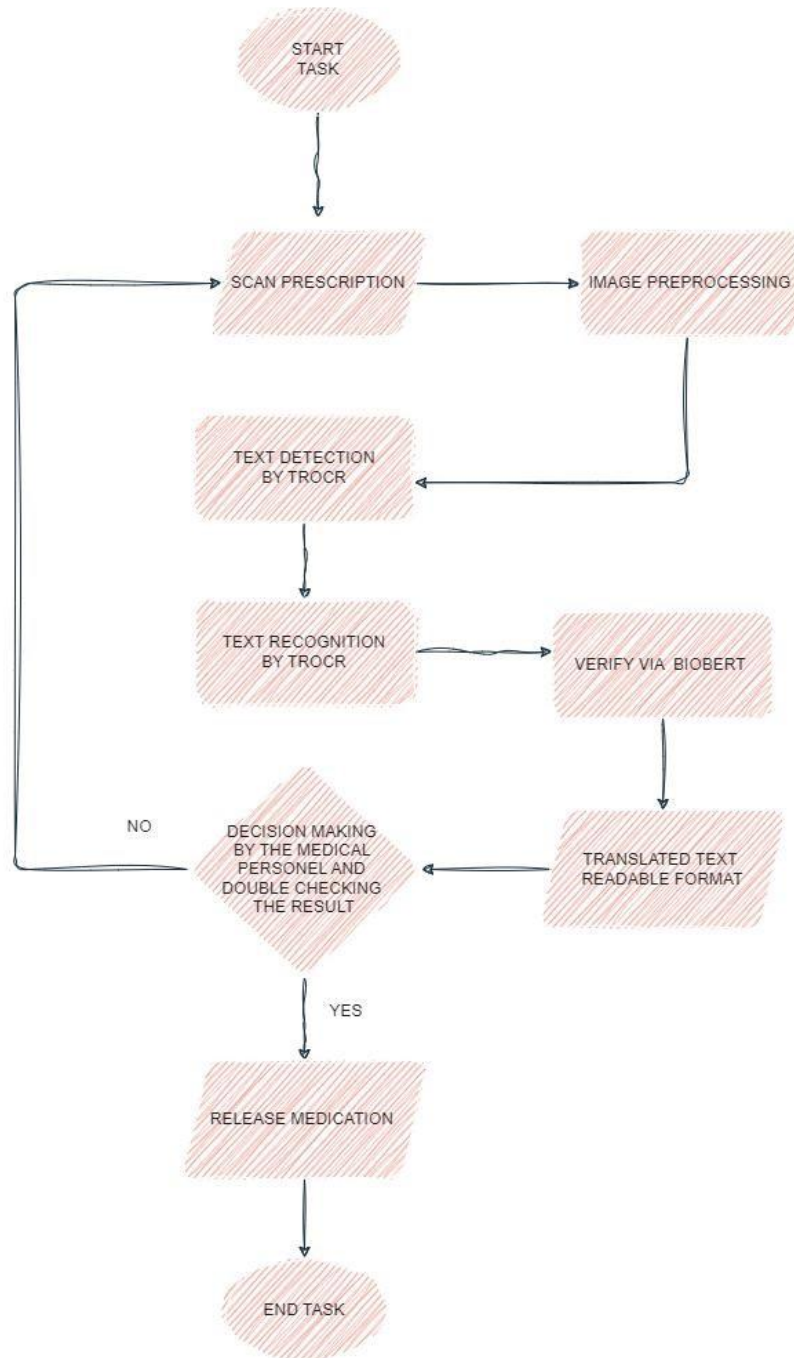 START
TASK
SCAN PRESCRIPTION
IMAGE PREPROCESSING
TEXT DETECTION
BY TROCR
TEXT RECOGNITION
BY TROCR
VERIFY VIA BIOBERT
TRANSLATED TEXT
READABLE FORMAT
DECISION MAKING
BY THE MEDICAL
PERSONEL AND
DOUBLE CHECKING
THE RESULT
NO
YES
RELEASE MEDICATION
END TASK